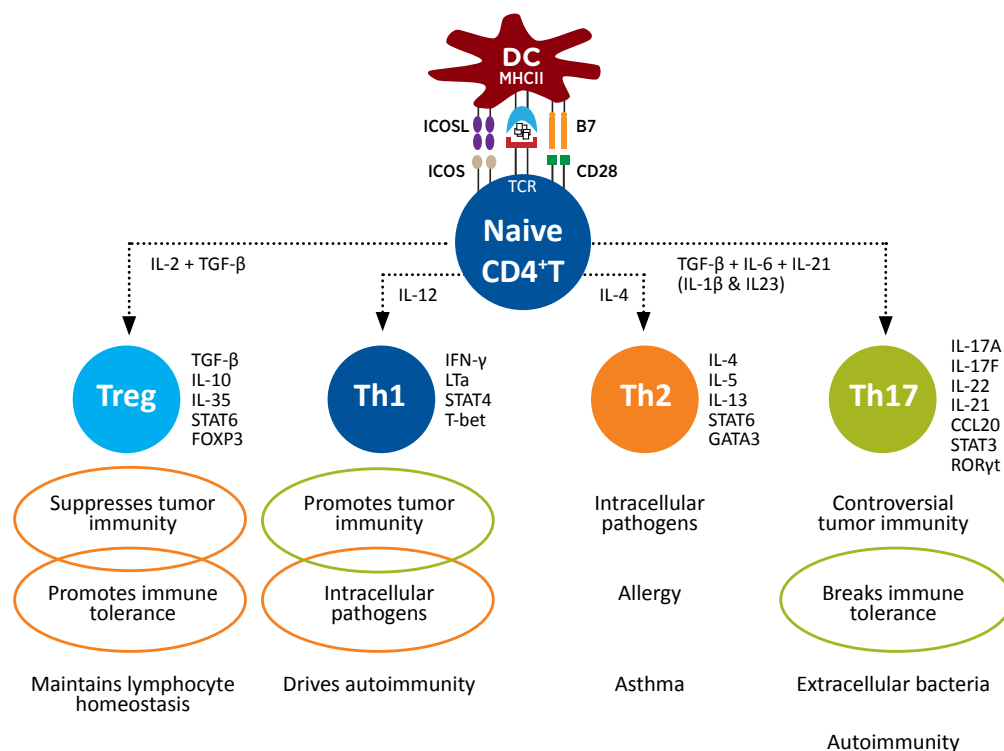 DC
MHCII
ICOSL
B7
ICOS
CD28
TCR
Naive
CD4⁺T
IL-2 + TGF-β
IL-12
IL-4
TGF-β + IL-6 + IL-21
(IL-1β & IL23)
Treg
TGF-β
IL-10
IL-35
STAT6
FOXP3
Th1
IFN-γ
LTa
STAT4
T-bet
Th2
IL-4
IL-5
IL-13
STAT6
GATA3
Th17
IL-17A
IL-17F
IL-22
IL-21
CCL20
STAT3
RORγt
Suppresses tumor
immunity
Promotes immune
tolerance
Maintains lymphocyte
homeostasis
Promotes tumor
immunity
Intracellular
pathogens
Drives autoimmunity
Intracellular
pathogens
Allergy
Asthma
Controversial
tumor immunity
Breaks immune
tolerance
Extracellular bacteria
Autoimmunity